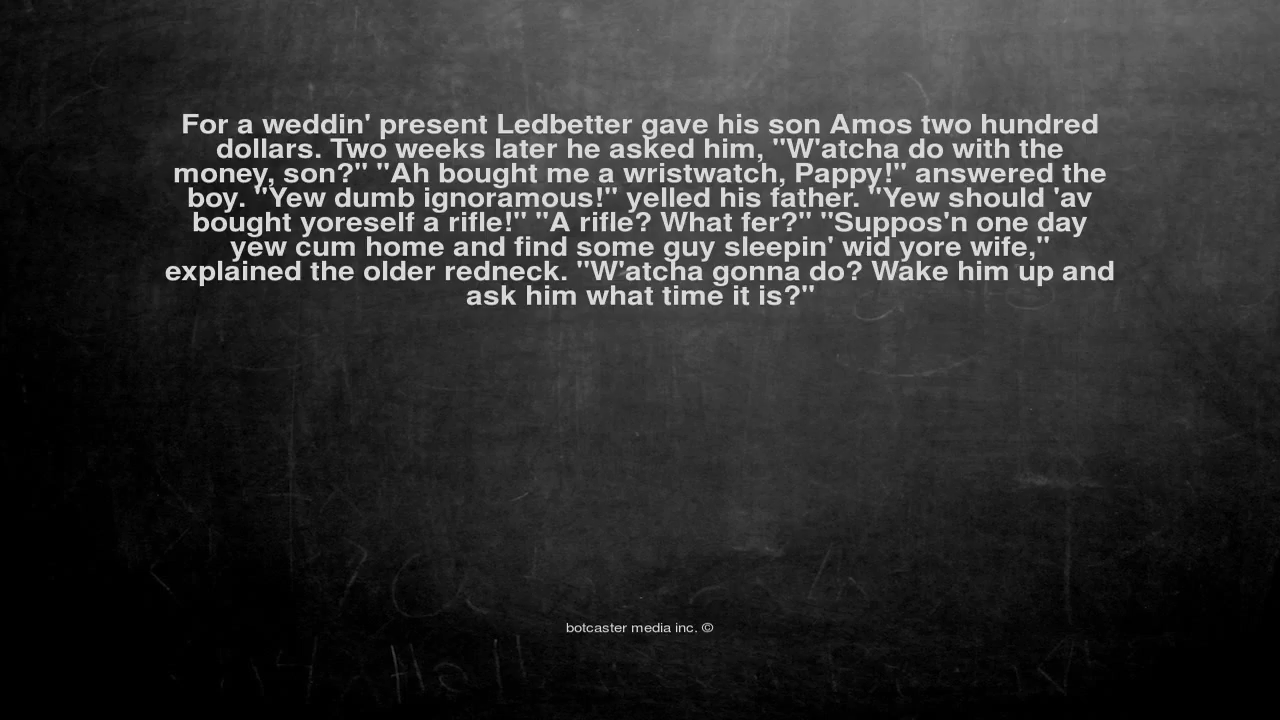 For a weddin' present Ledbetter gave his son Amos two hundred
dollars. Two weeks later he asked him, "W'atcha do with the
money, son?" "Ah bought me a wristwatch, Pappy!" answered the
boy. "Yew dumb ignoramous!" yelled his father. "Yew should 'av
bought yoreself a rifle!" "A rifle? What fer?" "Suppos'n one day
yew cum home and find some guy sleepin' wid yore wife,"
explained the older redneck. "W'atcha gonna do? Wake him up and
ask him what time it is?"
botcaster media inc. ©